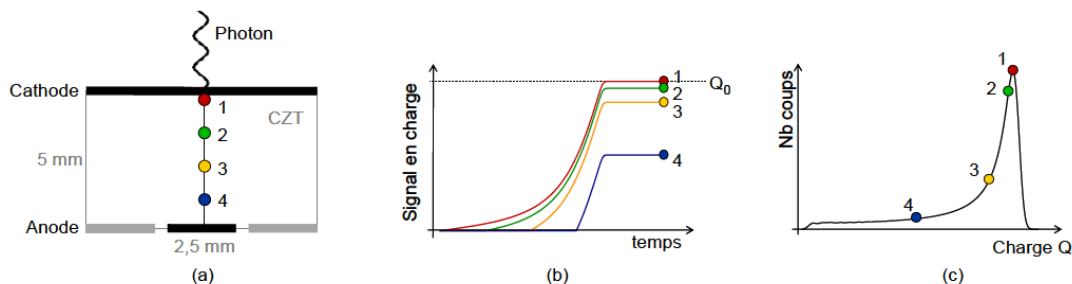 Photon
Cathode
1
CZT
2
5 mm
3
4
Anode
2,5 mm
(a)
Signal en charge
1
Q0
2
3
4
temps
(b)
Nb coups
1
2
3
4
Charge Q
(c)